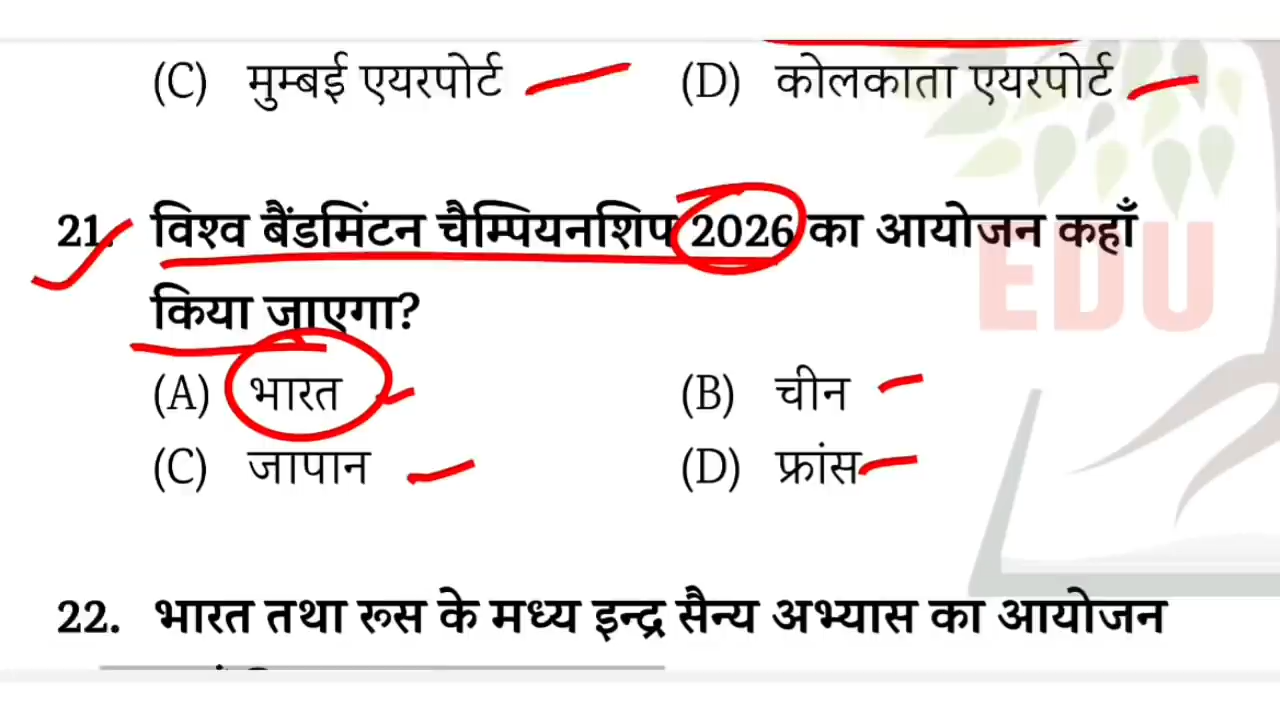 (C) मुम्बई एयरपोर्ट (D) कोलकाता एयरपोर्ट
21. विश्व बैंडमिंटन चैम्पियनशिप 2026 का आयोजन कहाँ
किया जाएगा?
(A) भारत (B) चीन
(C) जापान (D) फ्रांस
EDU
22. भारत तथा रूस के मध्य इन्द्र सैन्य अभ्यास का आयोजन